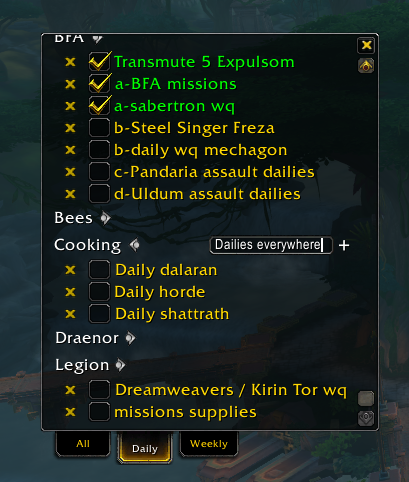 BFA
Transmute 5 Expulsom
a-BFA missions
a-sabertron wq
b-Steel Singer Freza
b-daily wq mechagon
c-Pandaria assault dailies
d-Uldum assault dailies
Bees
Cooking Dailies everywhere +
Daily dalaran
Daily horde
Daily shattrath
Draenor
Legion
Dreamweavers / Kirin Tor wq
missions supplies
All Daily Weekly